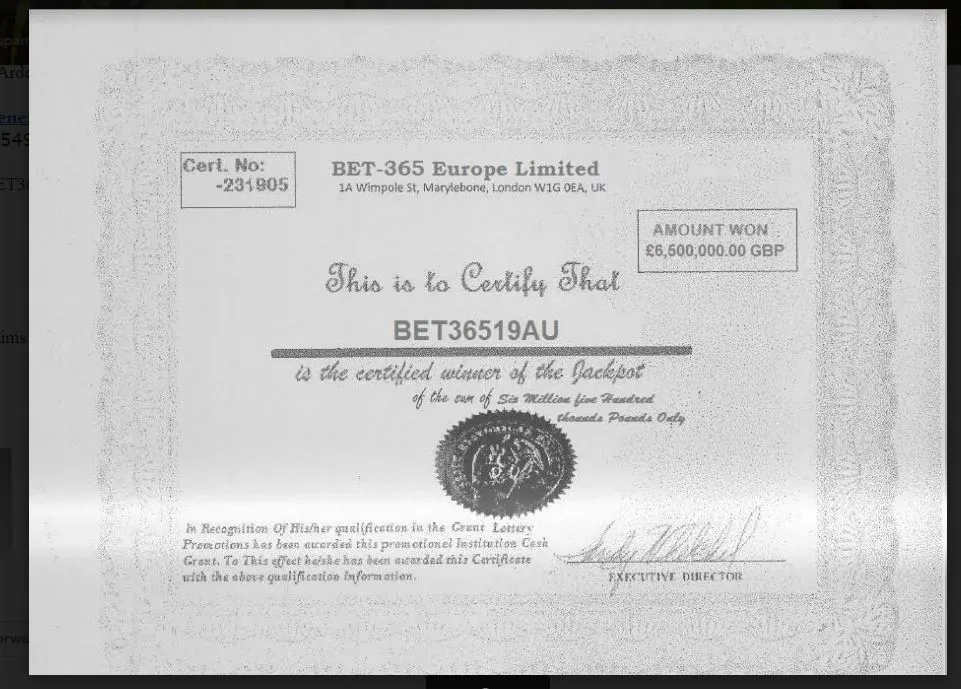 Cert. No:
-231905
BET-365 Europe Limited
1A Wimpole St, Marylebone, London W1G 0EA, UK
AMOUNT WON
£6,500,000.00 GBP
This is to Certify That
BET36519AU
is the certified winner of the Jackpot
of the sum of Six Million five Hundred
thounds Pounds Only
In Recognition Of His/her qualification in the Grant Lottery
Promotions has been awarded this promotionel Institution Cash
Grant. To This effect he/she has been awarded this Certificate
with the above qualification Information.
EXECUTIVE DIRECTOR